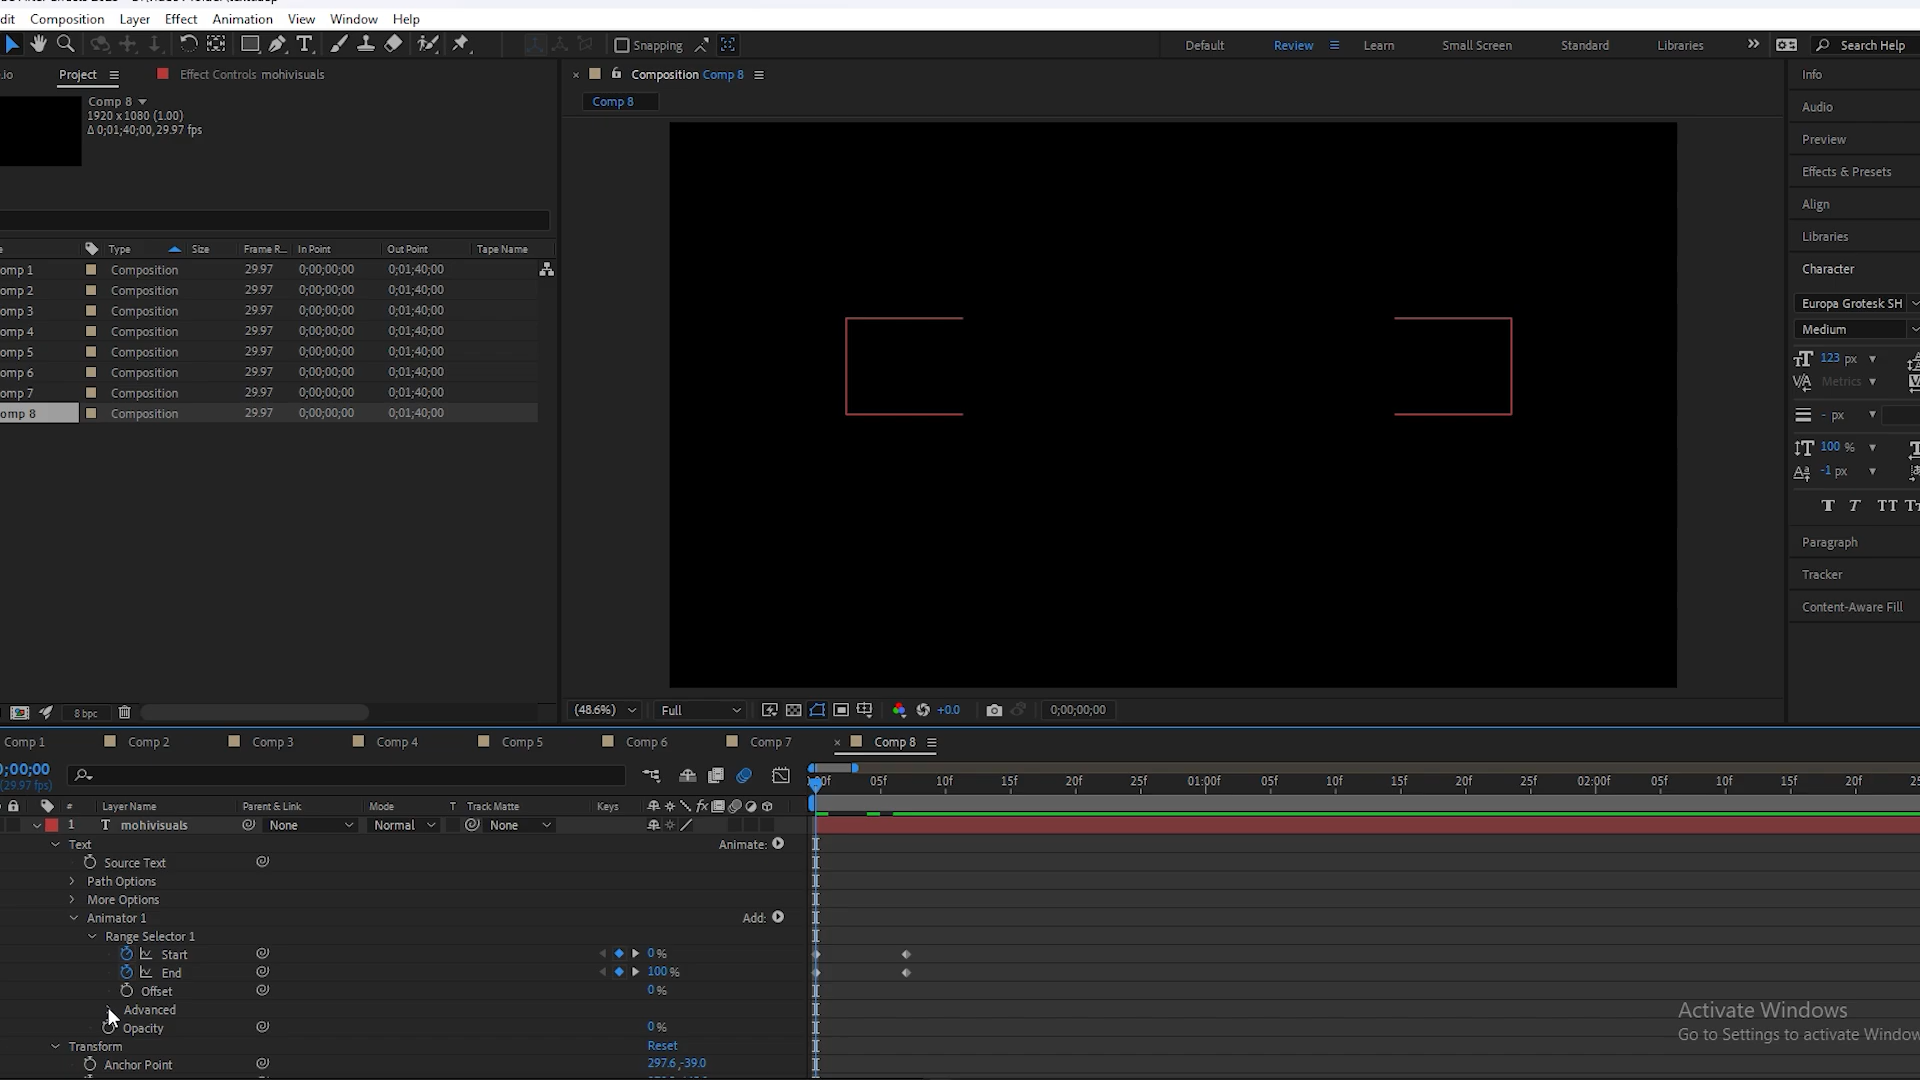 dit Composition Layer Effect Animation View Window Help
Snapping Default Review Learn Small Screen Standard Libraries Search Help
.io Project Effect Controls mohivisuals
Composition Comp 8
Info
Comp 8
1920 x 1080 (1.00)
Δ 0;01;40;00, 29.97 fps
Comp 8
Audio
Preview
Effects & Presets
Align
Libraries
Character
Europa Grotesk SH
Medium
123 px
Metrics
- px
100 %
-1 px
Paragraph
Tracker
Content-Aware Fill
Type Size Frame R... In Point Out Point Tape Name
omp 1 Composition 29.97 0;00;00;00 0;01;40;00
omp 2 Composition 29.97 0;00;00;00 0;01;40;00
omp 3 Composition 29.97 0;00;00;00 0;01;40;00
omp 4 Composition 29.97 0;00;00;00 0;01;40;00
omp 5 Composition 29.97 0;00;00;00 0;01;40;00
omp 6 Composition 29.97 0;00;00;00 0;01;40;00
omp 7 Composition 29.97 0;00;00;00 0;01;40;00
omp 8 Composition 29.97 0;00;00;00 0;01;40;00
8 bpc
(48.6%) Full +0.0 0;00;00;00
Comp 1 Comp 2 Comp 3 Comp 4 Comp 5 Comp 6 Comp 7 Comp 8
0;00;00
(29.97 fps)
05f 10f 15f 20f 25f 01:00f 05f 10f 15f 20f 25f 02:00f 05f 10f 15f 20f
# Layer Name Parent & Link Mode T Track Matte Keys
1 T mohivisuals None Normal None
Text Animate:
Source Text
Path Options
More Options
Animator 1 Add:
Range Selector 1
Start 0%
End 100%
Offset 0%
Advanced
Opacity 0%
Transform Reset
Anchor Point 297.6,-39.0
Activate Windows
Go to Settings to activate Window